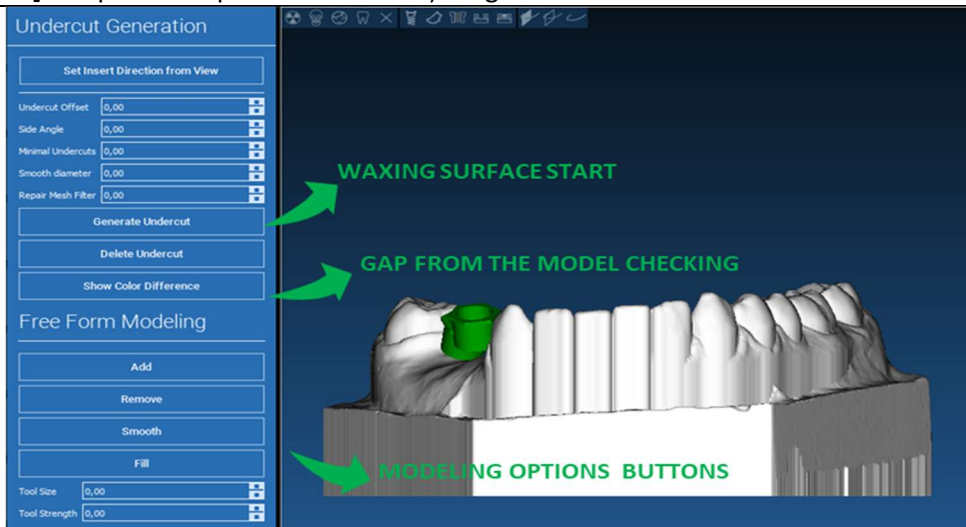 Undercut Generation
Set Insert Direction from View
Undercut Offset 0,00
Side Angle 0,00
Minimal Undercuts 0,00
Smooth diameter 0,00
Repair Mesh Filter 0,00
Generate Undercut
Delete Undercut
Show Color Difference
Free Form Modeling
Add
Remove
Smooth
Fill
Tool Size 0,00
Tool Strength 0,00
WAXING SURFACE START
GAP FROM THE MODEL CHECKING
MODELING OPTIONS BUTTONS